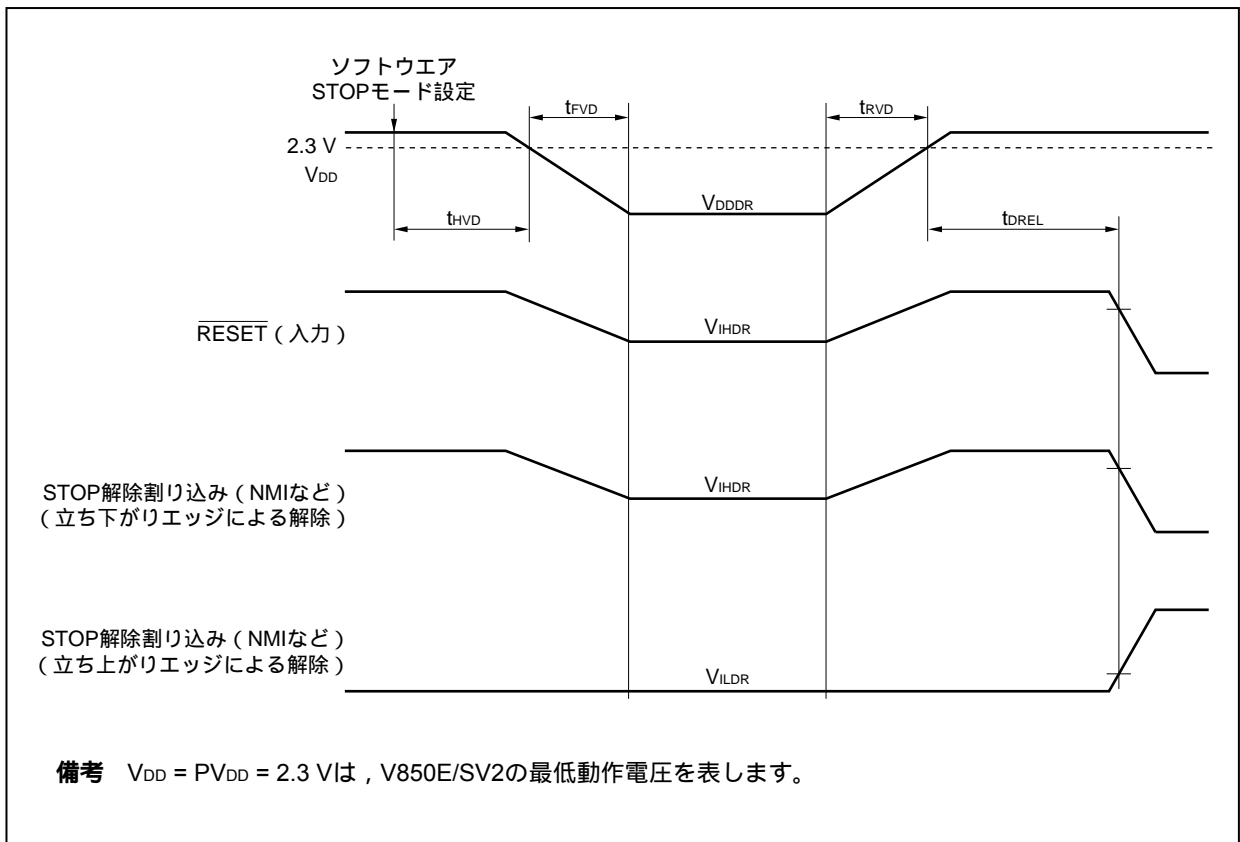 ソフトウエア
STOPモード設定
tFVD
tRVD
2.3 V
VDD
VDDDR
tHVD
tDREL
RESET（入力）
VIHDR
STOP解除割り込み（NMIなど）
（立ち下がりエッジによる解除）
VIHDR
STOP解除割り込み（NMIなど）
（立ち上がりエッジによる解除）
VILDR
備考 VDD = PVDD = 2.3 Vは，V850E/SV2の最低動作電圧を表します。